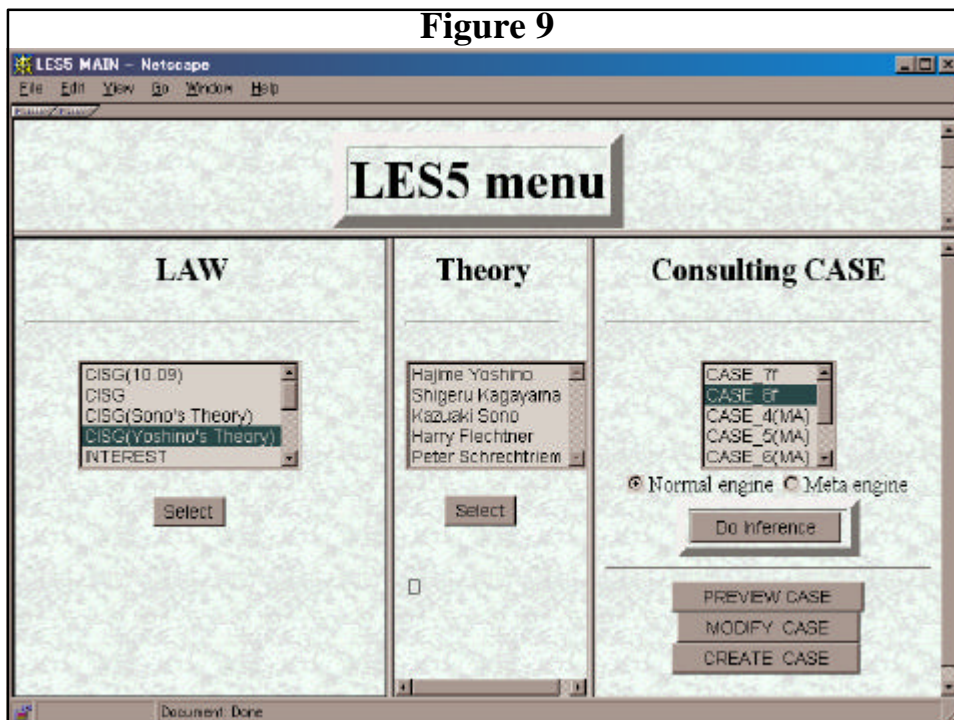 Figure 9
LES5 MAIN - Netscape
File Edit View Go Window Help
LES5 menu
LAW
CISG(10.09)
CISG
CISG(Sono's Theory)
CISG(Yoshino's Theory)
INTEREST
Select
Theory
Hajime Yoshino
Shigeru Kagayama
Kazuaki Sono
Harry Flechtner
Peter Schrechtriem
Select
Consulting CASE
CASE_7f
CASE_8f
CASE_4(MA)
CASE_5(MA)
CASE_6(MA)
Normal engine Meta engine
Do Inference
PREVIEW CASE
MODIFY CASE
CREATE CASE
Document: Done